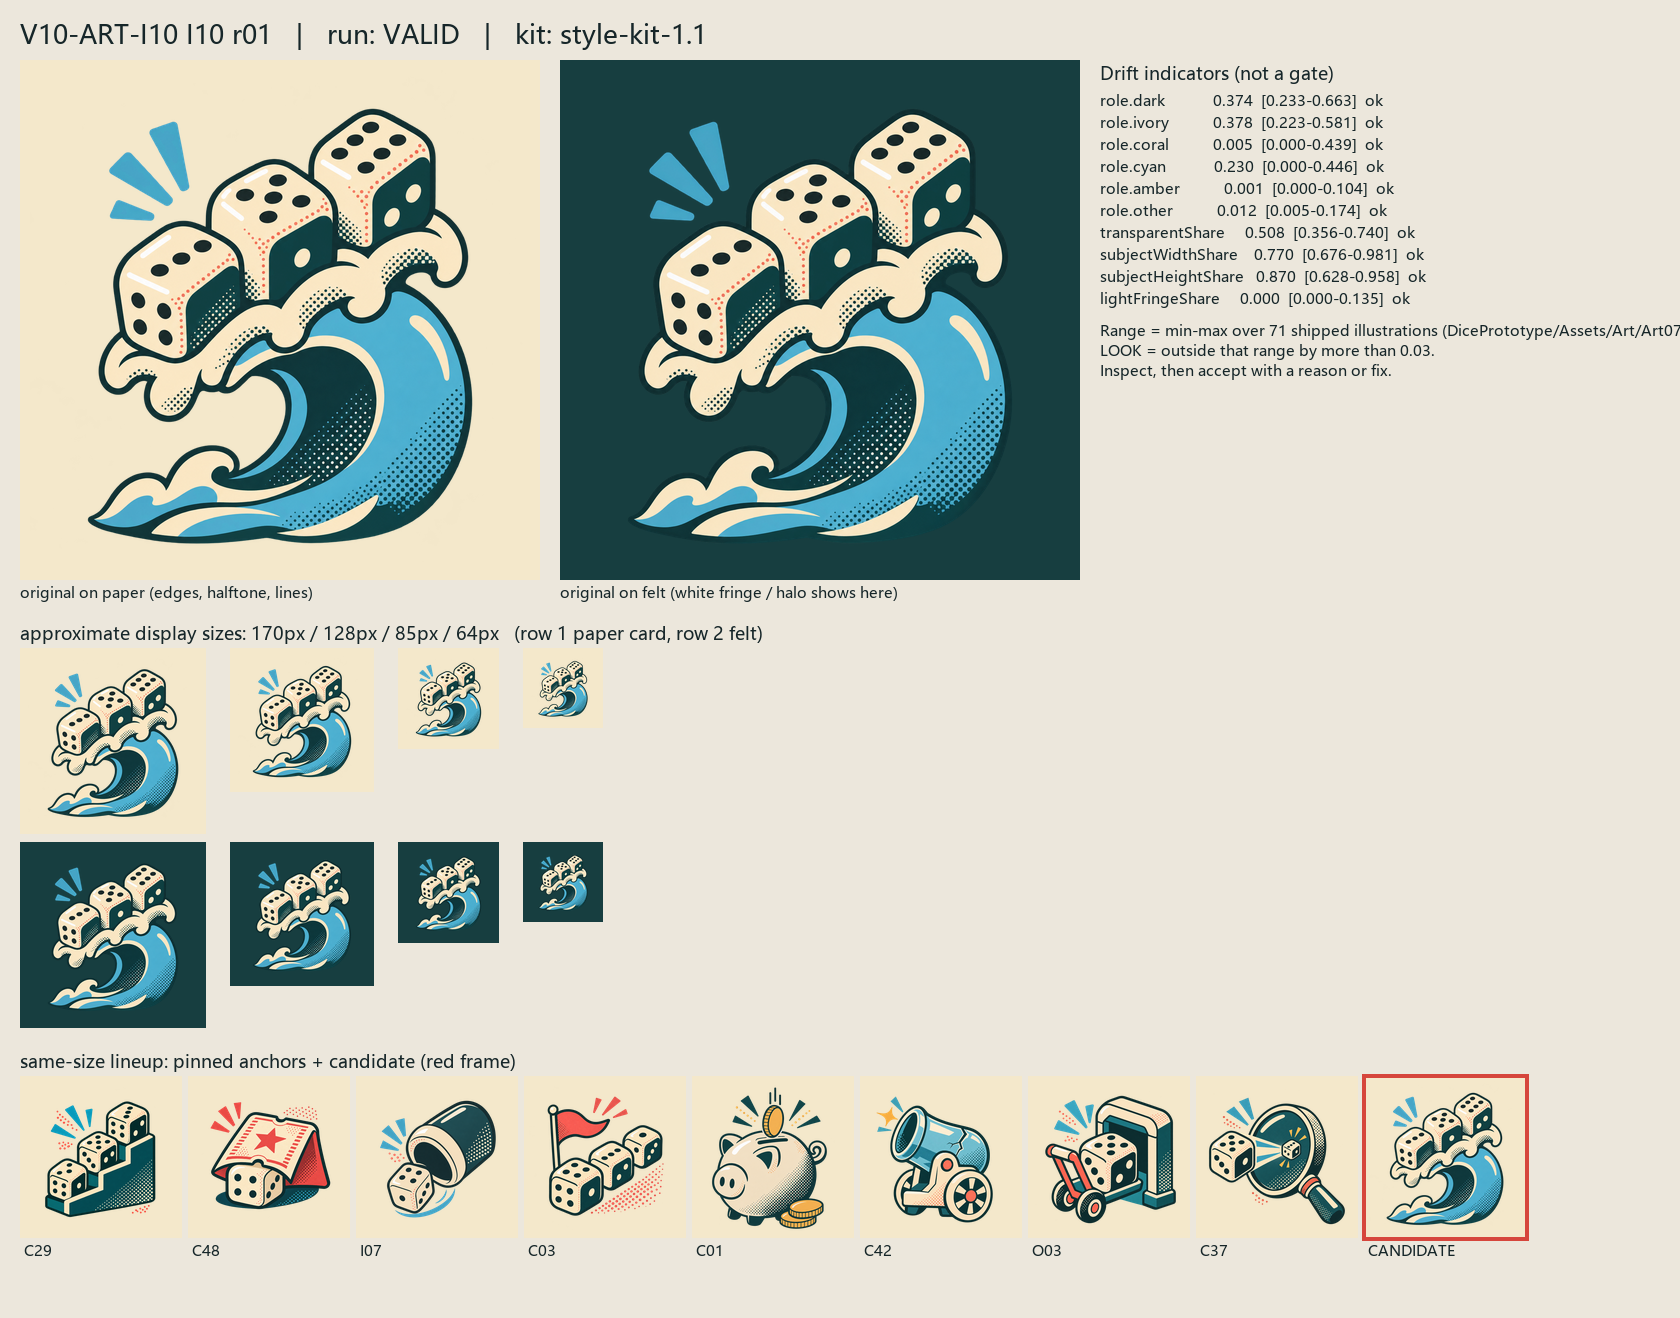 V10-ART-I10 I10 r01 | run: VALID | kit: style-kit-1.1
Drift indicators (not a gate)
role.dark 0.374 [0.233-0.663] ok
role.ivory 0.378 [0.223-0.581] ok
role.coral 0.005 [0.000-0.439] ok
role.cyan 0.230 [0.000-0.446] ok
role.amber 0.001 [0.000-0.104] ok
role.other 0.012 [0.005-0.174] ok
transparentShare 0.508 [0.356-0.740] ok
subjectWidthShare 0.770 [0.676-0.981] ok
subjectHeightShare 0.870 [0.628-0.958] ok
lightFringeShare 0.000 [0.000-0.135] ok
Range = min-max over 71 shipped illustrations (DicePrototype/Assets/Art/Art07
LOOK = outside that range by more than 0.03.
Inspect, then accept with a reason or fix.
original on paper (edges, halftone, lines)
original on felt (white fringe / halo shows here)
approximate display sizes: 170px / 128px / 85px / 64px (row 1 paper card, row 2 felt)
same-size lineup: pinned anchors + candidate (red frame)
C29
C48
I07
C03
C01
C42
O03
C37
CANDIDATE